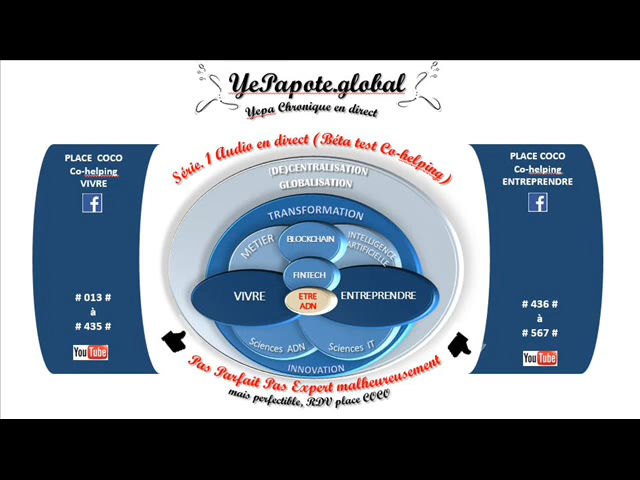 YePapote.global
Yepa Chronique en direct
Série, 1 Audio en direct (Béta test Co-helping)
PLACE COCO
Co-helping
VIVRE
# 013 #
à
# 435 #
YouTube
(DE)CENTRALISATION
GLOBALISATION
TRANSFORMATION
METIER
BLOCKCHAIN
INTELLIGENCE
ARTIFICIELLE
FINTECH
VIVRE
ETRE
ADN
ENTREPRENDRE
Sciences ADN
Sciences IT
INNOVATION
PLACE COCO
Co-helping
ENTREPRENDRE
# 436 #
à
# 567 #
YouTube
Pas Parfait Pas Expert malheureusement
mais perfectible, RDV place COCO